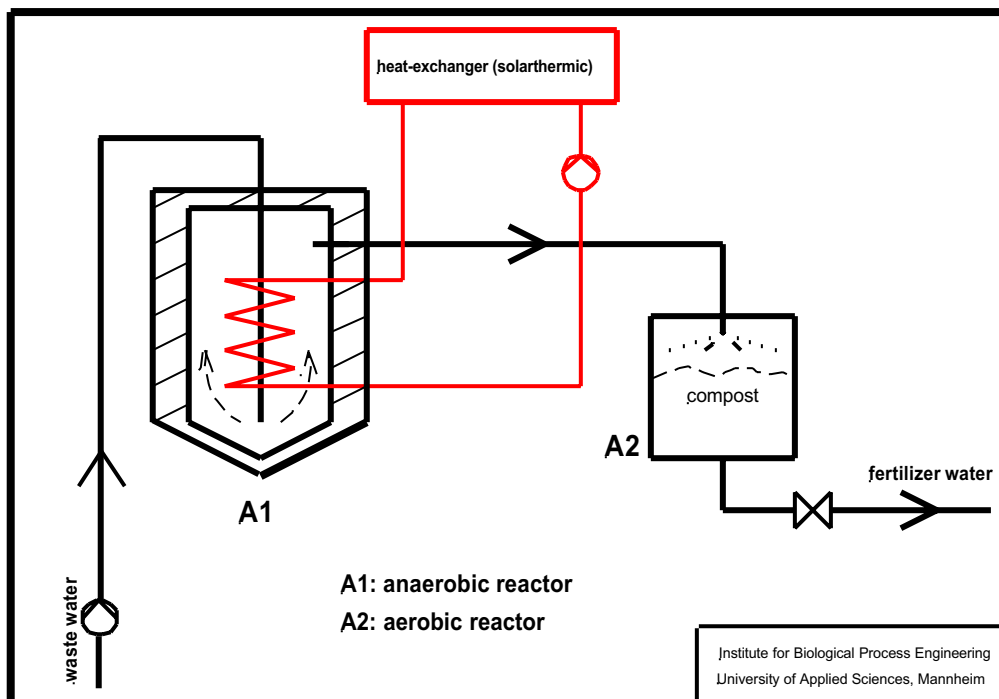 heat-exchanger (solarthermic)
compost
A2
fertilizer water
A1
waste water
A1: anaerobic reactor
A2: aerobic reactor
Institute for Biological Process Engineering
University of Applied Sciences, Mannheim